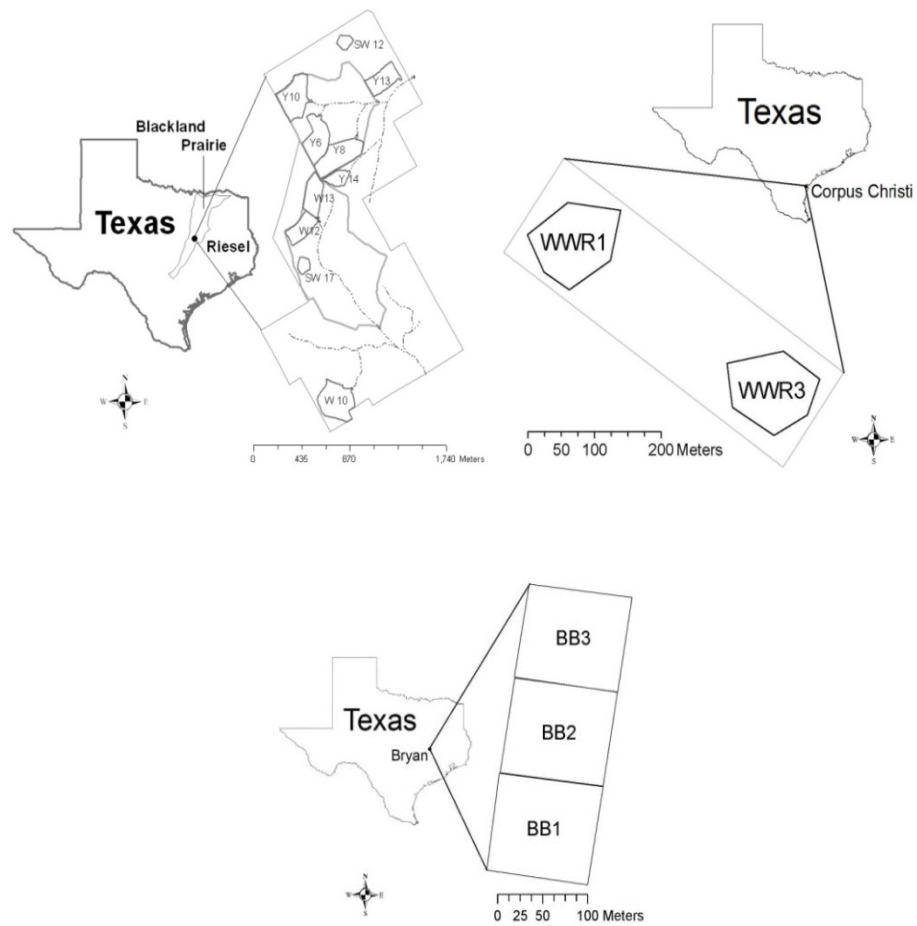 SW 12
Y13
Y10
Y6
Y8
Y 14
W13
W12
SW 17
W 10
Blackland
Prairie
Texas
Riesel
N
W E
S
0 435 870 1,740 Meters
Texas
Corpus Christi
WWR1
WWR3
0 50 100 200 Meters
N
W E
S
Texas
Bryan
BB3
BB2
BB1
N
W E
S
0 25 50 100 Meters